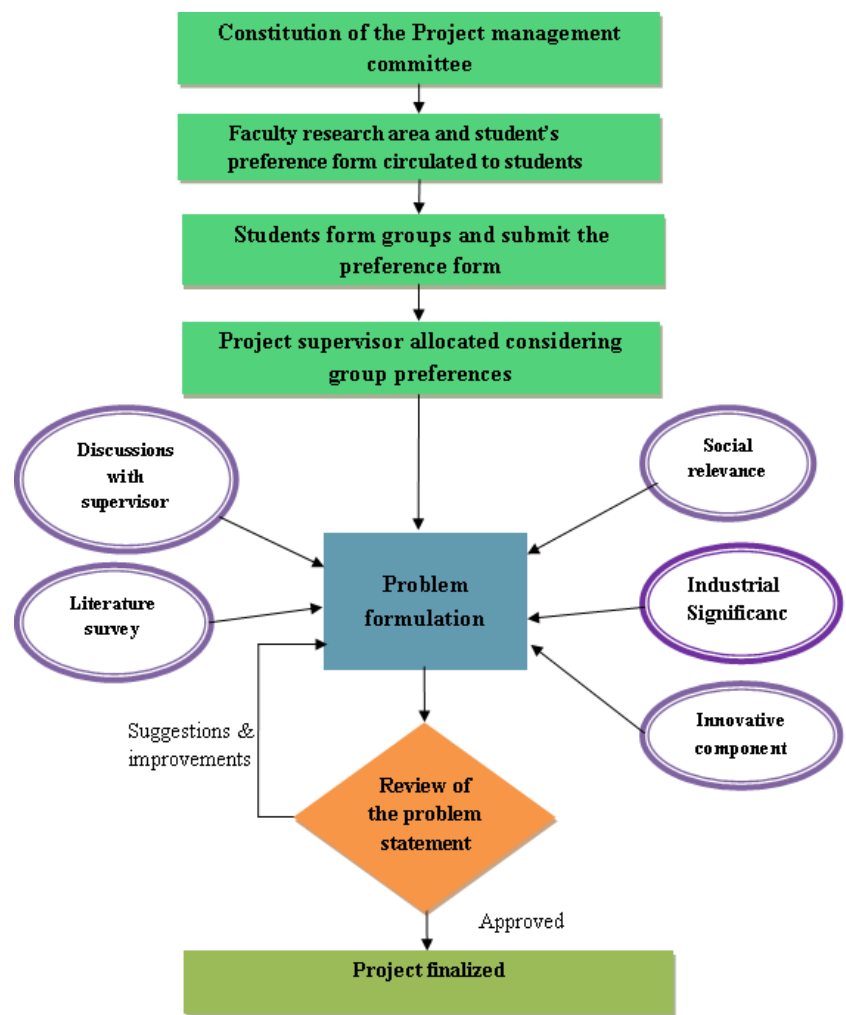 Constitution of the Project management
committee
Faculty research area and student's
preference form circulated to students
Students form groups and submit the
preference form
Project supervisor allocated considering
group preferences
Discussions
with
supervisor
Social
relevance
Problem
formulation
Literature
survey
Industrial
Significanc
Innovative
component
Suggestions &
improvements
Review of
the problem
statement
Approved
Project finalized